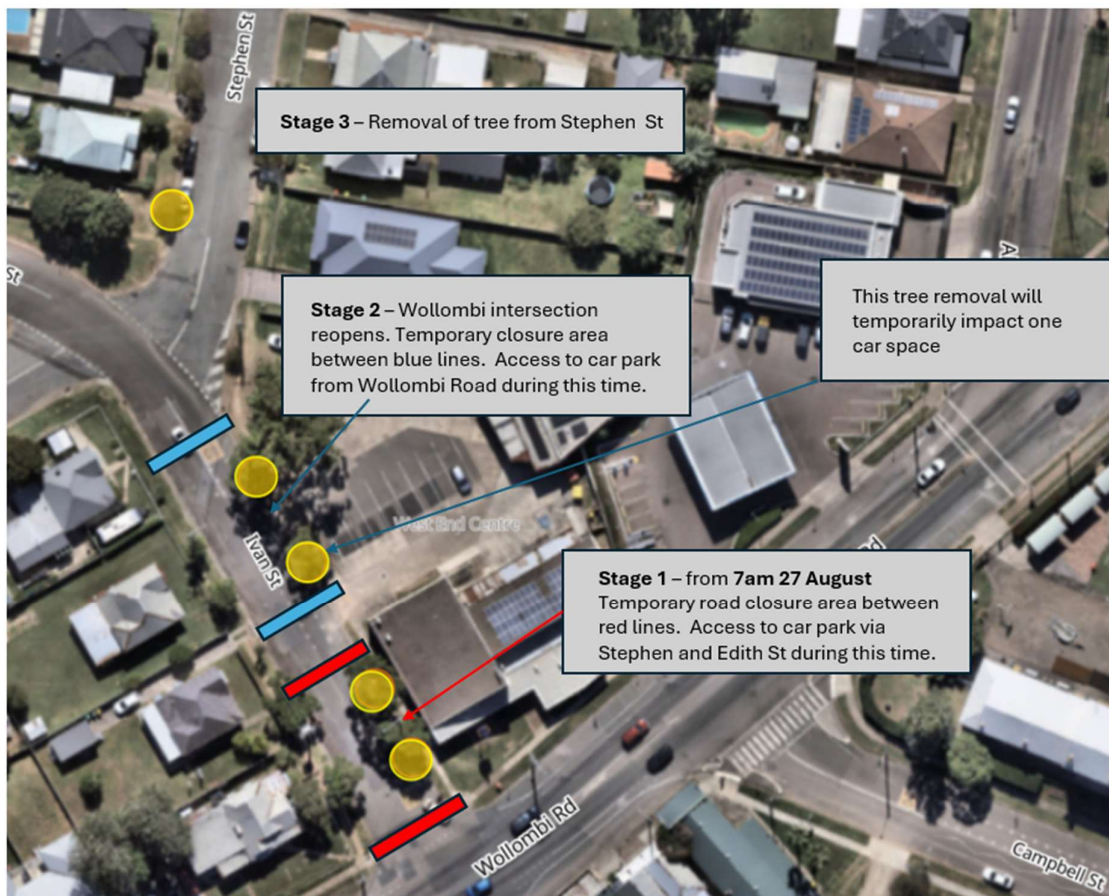 Stephen St
Stage 3 – Removal of tree from Stephen St
St
A
Stage 2 – Wollombi intersection
reopens. Temporary closure area
between blue lines. Access to car park
from Wollombi Road during this time.
This tree removal will
temporarily impact one
car space
West End Centre
Ivan St
Rd
Stage 1 – from 7am 27 August
Temporary road closure area between
red lines. Access to car park via
Stephen and Edith St during this time.
Wollombi Rd
Campbell St